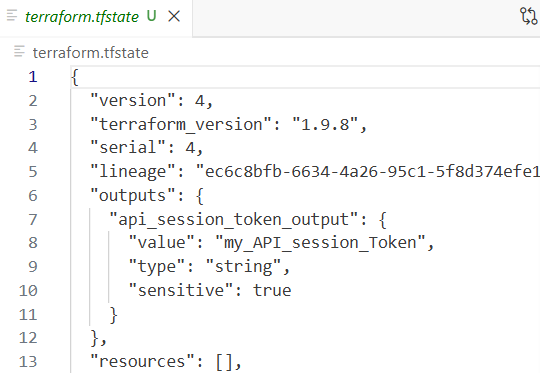 terraform.tfstate U
terraform.tfstate
1 {
2 "version": 4,
3 "terraform_version": "1.9.8",
4 "serial": 4,
5 "lineage": "ec6c8bfb-6634-4a26-95c1-5f8d374efe1
6 "outputs": {
7 "api_session_token_output": {
8 "value": "my_API_session_Token",
9 "type": "string",
10 "sensitive": true
11 }
12 },
13 "resources": [],